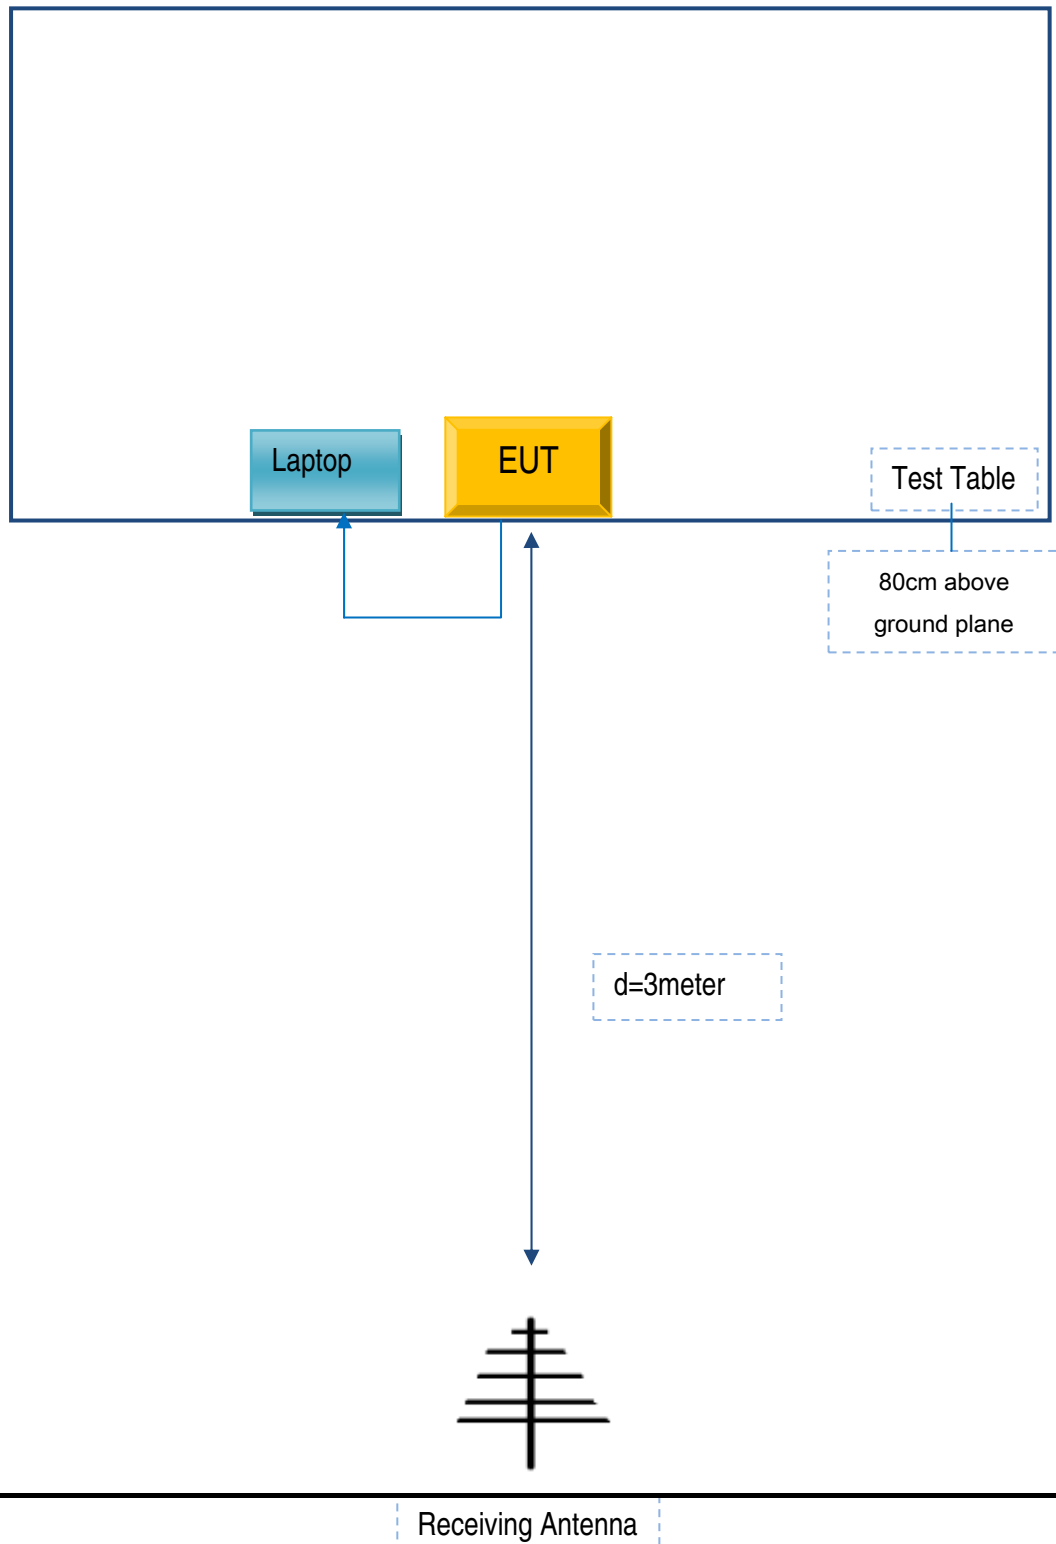 Laptop
EUT
Test Table
80cm above
ground plane
d=3meter
Receiving Antenna